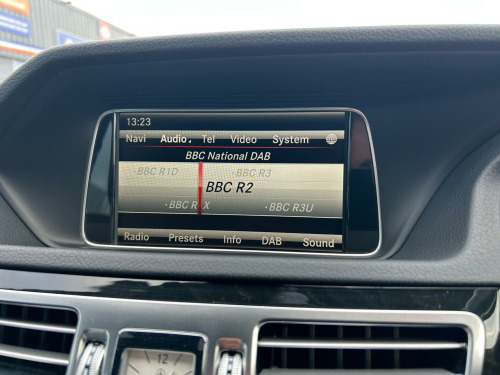 13:23
Navi Audio Tel Video System
BBC National DAB
BBC R1D BBC R3
BBC R2
BBC R X BBC R3U
Radio Presets Info DAB Sound
12